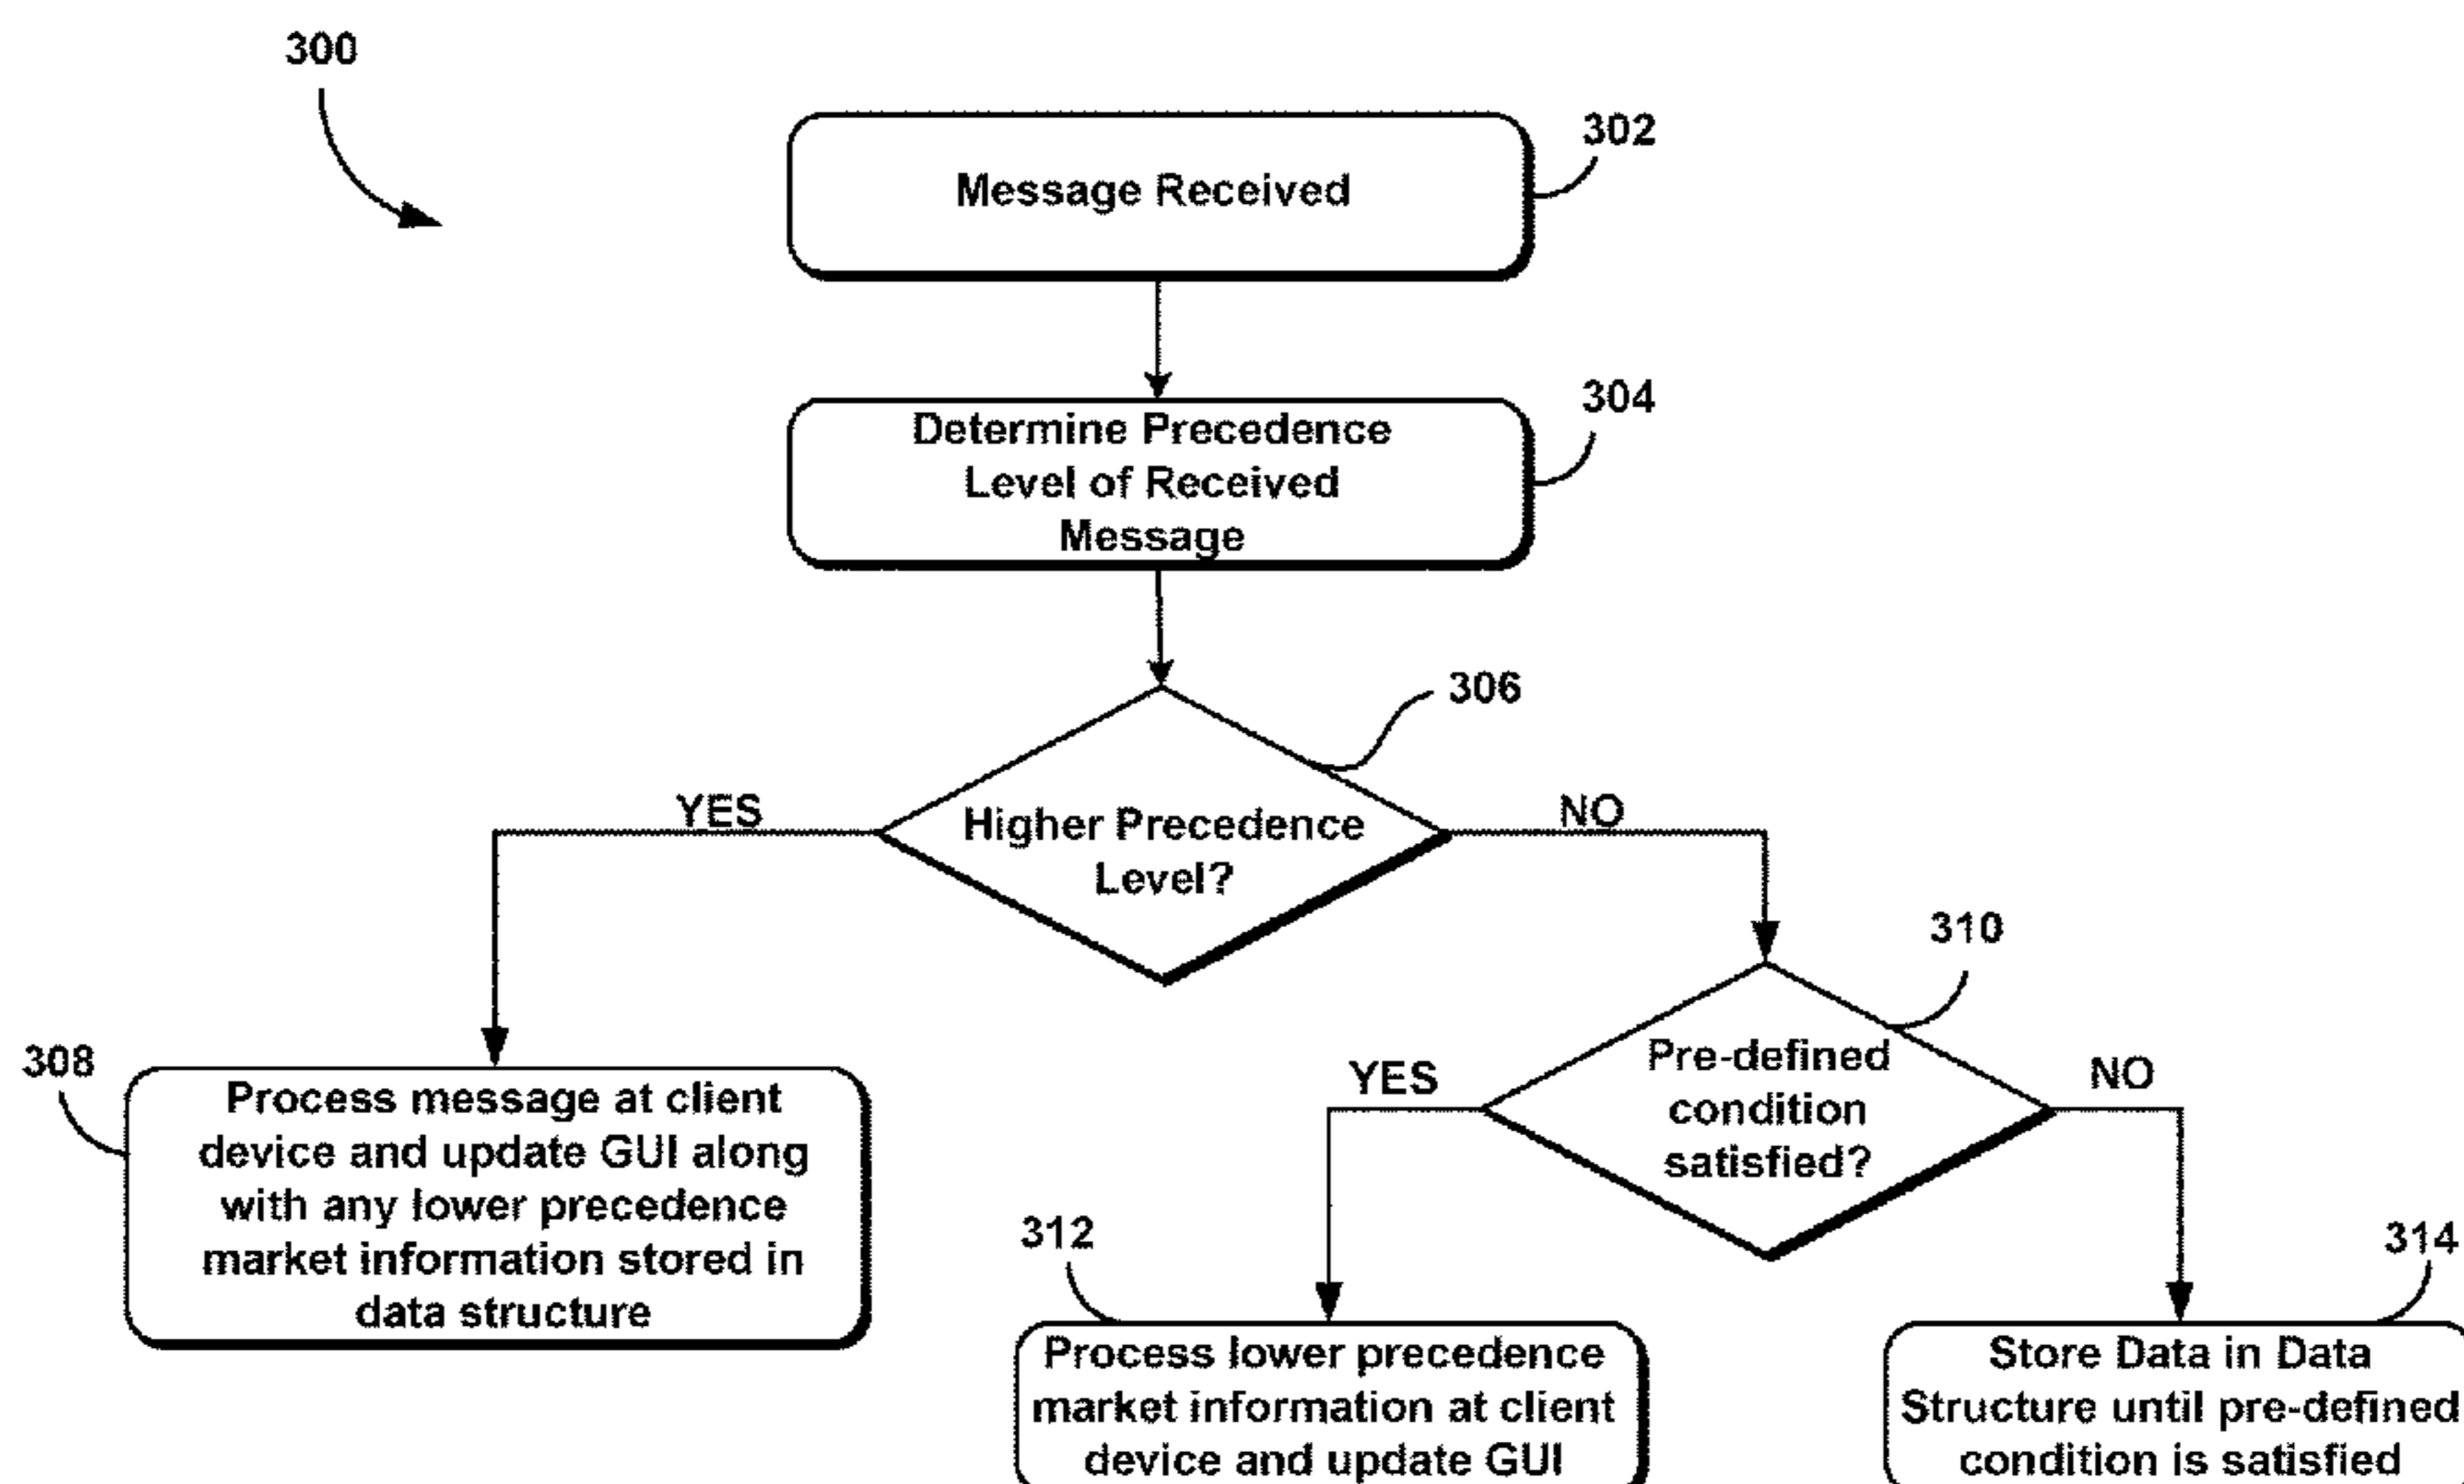 300
302
Message Received
304
Determine Precedence
Level of Received
Message
306
Higher Precedence
Level?
YES
NO
308
Process message at client
device and update GUI along
with any lower precedence
market information stored in
data structure
310
Pre-defined
condition
satisfied?
YES
NO
312
Process lower precedence
market information at client
device and update GUI
314
Store Data in Data
Structure until pre-defined
condition is satisfied